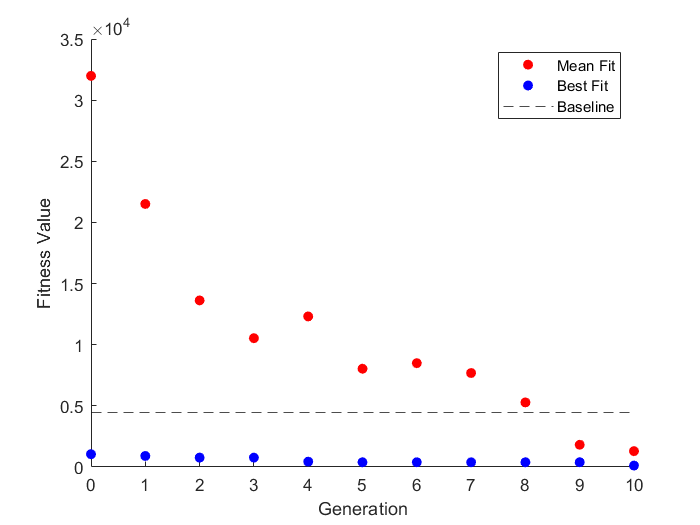 ×10⁴
3.5
3
2.5
2
1.5
1
0.5
0
Fitness Value
0 1 2 3 4 5 6 7 8 9 10
Generation
Mean Fit
Best Fit
Baseline